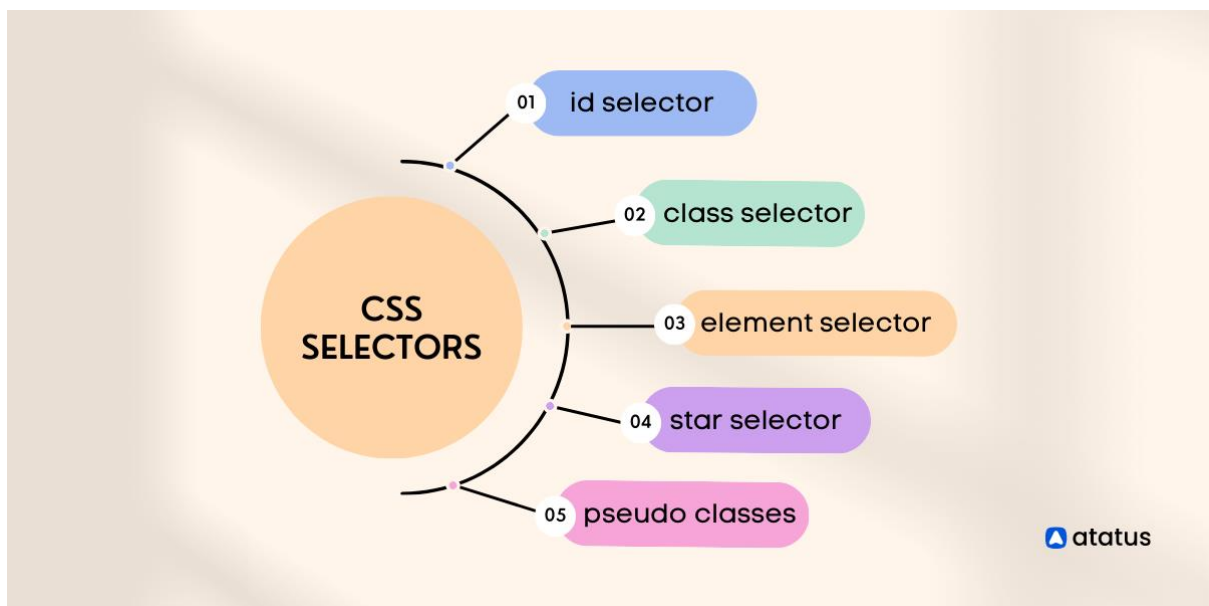 01 id selector
02 class selector
CSS
SELECTORS
03 element selector
04 star selector
05 pseudo classes
atatus